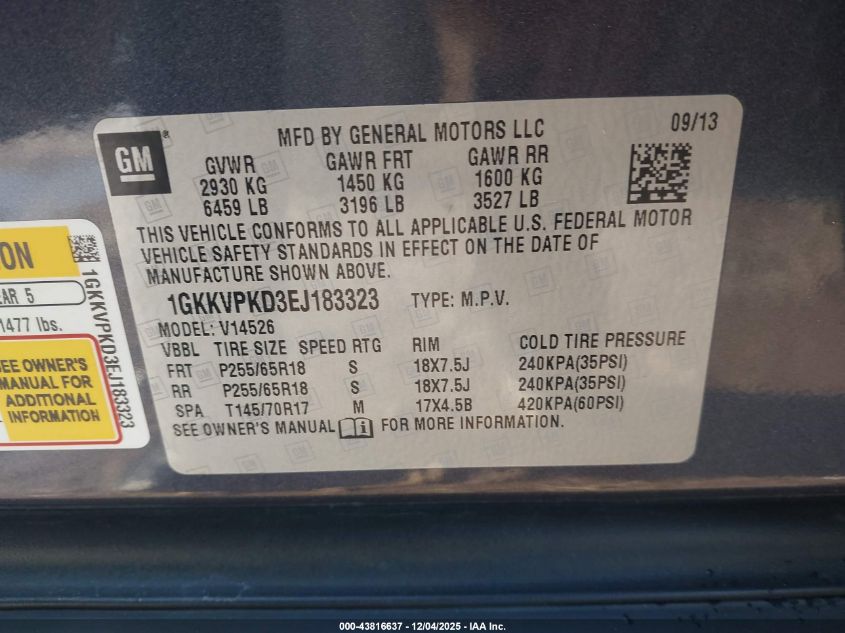 GM ®
MFD BY GENERAL MOTORS LLC
09/13
GVWR GAWR FRT GAWR RR
2930 KG 1450 KG 1600 KG
6459 LB 3196 LB 3527 LB
THIS VEHICLE CONFORMS TO ALL APPLICABLE U.S. FEDERAL MOTOR
VEHICLE SAFETY STANDARDS IN EFFECT ON THE DATE OF
MANUFACTURE SHOWN ABOVE.
1GKKVPKD3EJ183323 TYPE: M.P.V.
MODEL: V14526
VBBL TIRE SIZE SPEED RTG RIM COLD TIRE PRESSURE
FRT P255/65R18 S 18X7.5J 240KPA(35PSI)
RR P255/65R18 S 18X7.5J 240KPA(35PSI)
SPA T145/70R17 M 17X4.5B 420KPA(60PSI)
SEE OWNER'S MANUAL i FOR MORE INFORMATION.
ON
AR 5
1477 lbs.
SEE OWNER'S
MANUAL FOR
ADDITIONAL
INFORMATION
1GKKVPKD3EJ183323
000-43816637 - 12/04/2025 - IAA Inc.